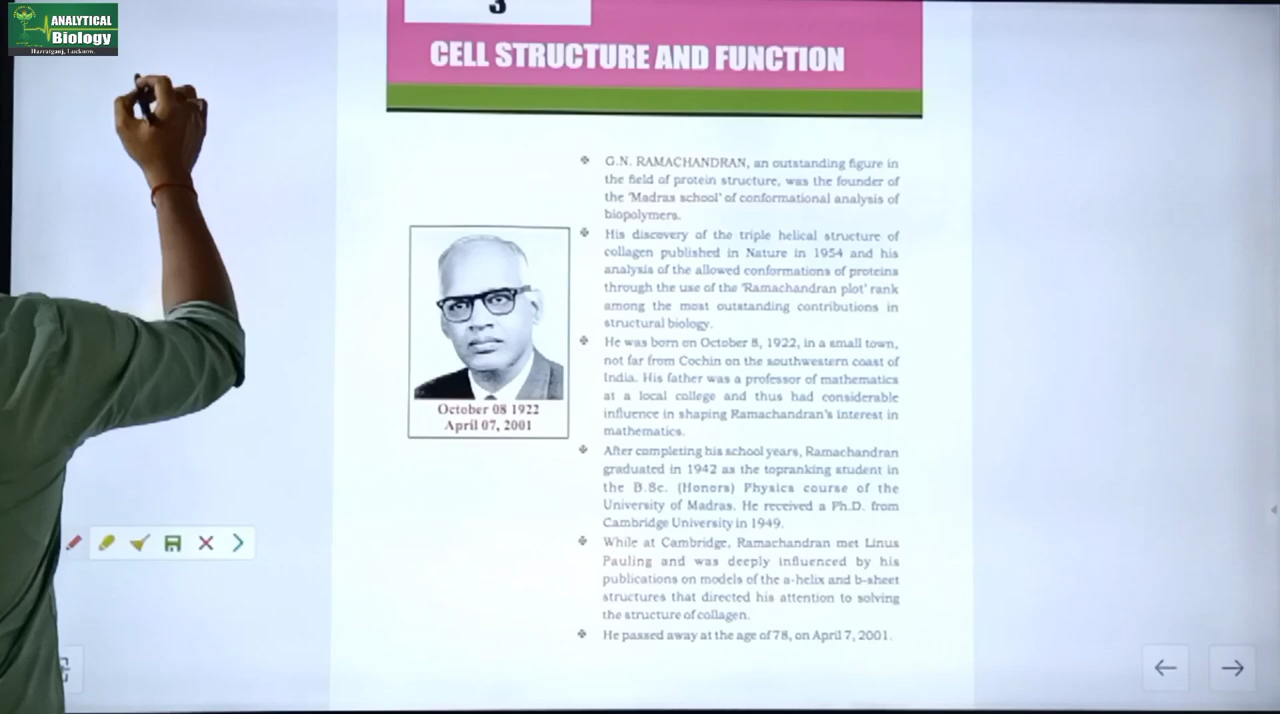 ANALYTICAL
Biology
Hazratganj, Lucknow.
3
CELL STRUCTURE AND FUNCTION
G.N. RAMACHANDRAN, an outstanding figure in
the field of protein structure, was the founder of
the 'Madras school' of conformational analysis of
biopolymers.
His discovery of the triple helical structure of
collagen published in Nature in 1954 and his
analysis of the allowed conformations of proteins
through the use of the 'Ramachandran plot' rank
among the most outstanding contributions in
structural biology.
He was born on October 8, 1922, in a small town,
not far from Cochin on the southwestern coast of
India. His father was a professor of mathematics
at a local college and thus had considerable
influence in shaping Ramachandran's interest in
mathematics.
After completing his school years, Ramachandran
graduated in 1942 as the topranking student in
the B.Sc. (Honors) Physics course of the
University of Madras. He received a Ph.D. from
Cambridge University in 1949.
While at Cambridge, Ramachandran met Linus
Pauling and was deeply influenced by his
publications on models of the a-helix and b-sheet
structures that directed his attention to solving
the structure of collagen.
He passed away at the age of 78, on April 7, 2001.
October 08 1922
April 07, 2001